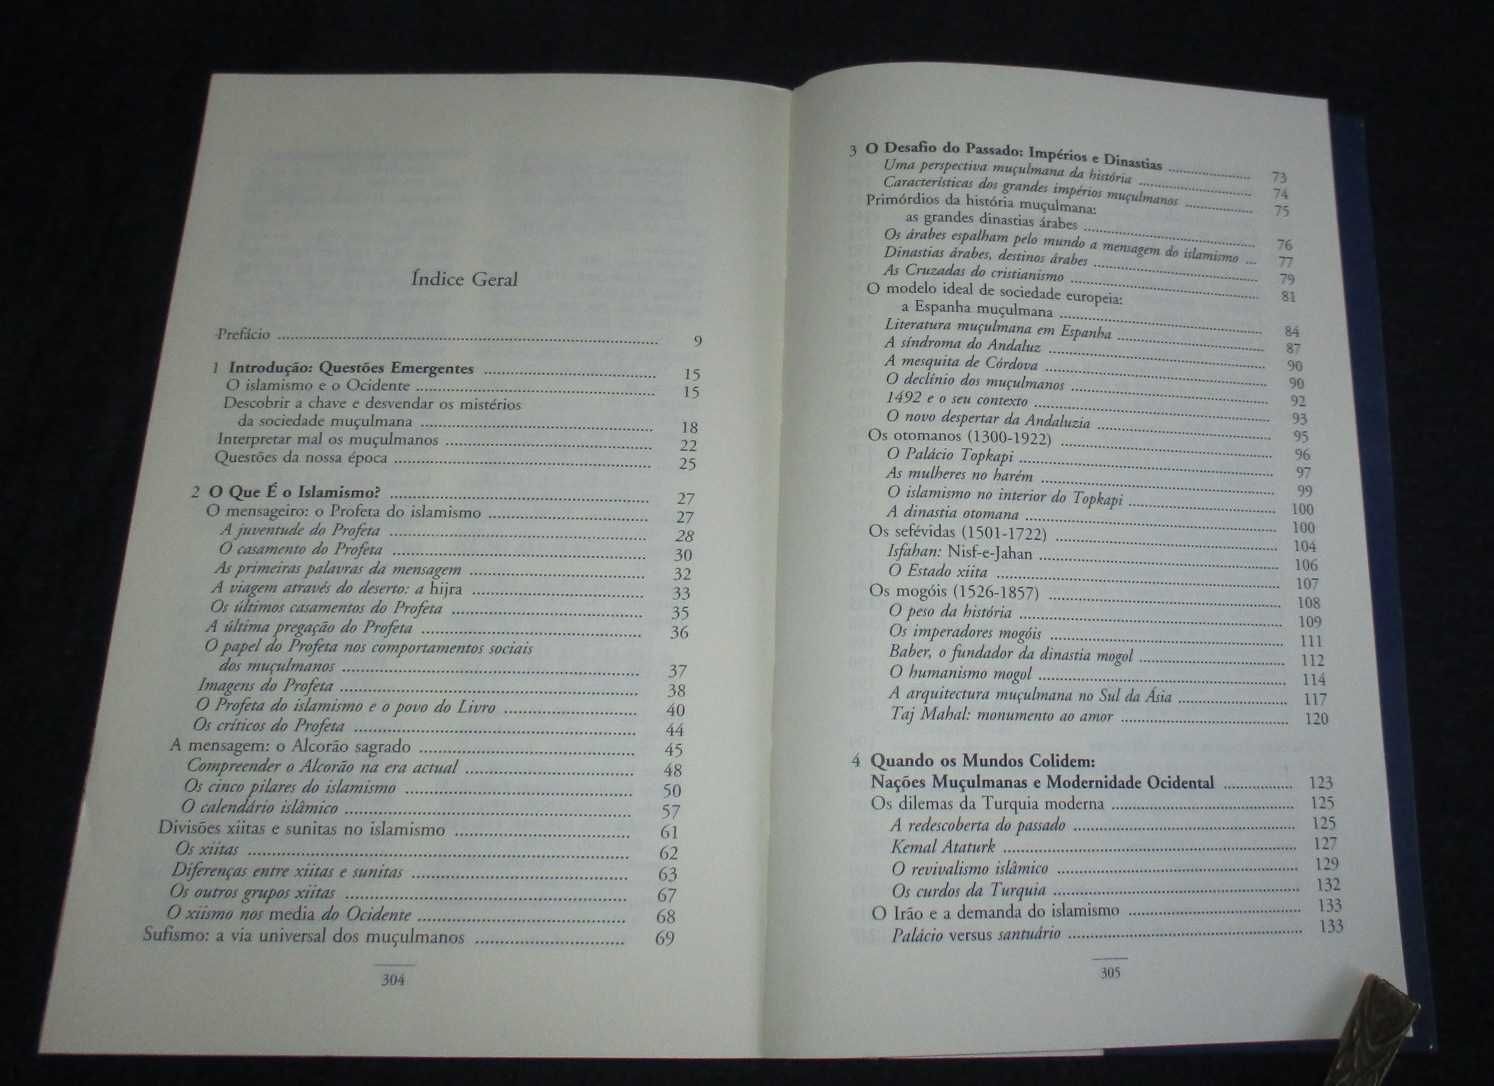 Índice Geral
Prefácio ........ 9
1 Introdução: Questões Emergentes ........ 15
O islamismo e o Ocidente ........ 15
Descobrir a chave e desvendar os mistérios
da sociedade muçulmana ........ 18
Interpretar mal os muçulmanos ........ 22
Questões da nossa época ........ 25
2 O Que É o Islamismo? ........ 27
O mensageiro: o Profeta do islamismo ........ 27
A juventude do Profeta ........ 28
O casamento do Profeta ........ 30
As primeiras palavras da mensagem ........ 32
A viagem através do deserto: a hijra ........ 33
Os últimos casamentos do Profeta ........ 35
A última pregação do Profeta ........ 36
O papel do Profeta nos comportamentos sociais
dos muçulmanos ........ 37
Imagens do Profeta ........ 38
O Profeta do islamismo e o povo do Livro ........ 40
Os críticos do Profeta ........ 44
A mensagem: o Alcorão sagrado ........ 45
Compreender o Alcorão na era actual ........ 48
Os cinco pilares do islamismo ........ 50
O calendário islâmico ........ 57
Divisões xiitas e sunitas no islamismo ........ 61
Os xiitas ........ 62
Diferenças entre xiitas e sunitas ........ 63
Os outros grupos xiitas ........ 67
O xiismo nos media do Ocidente ........ 68
Sufismo: a via universal dos muçulmanos ........ 69
304
3 O Desafio do Passado: Impérios e Dinastias ........ 73
Uma perspectiva muçulmana da história ........ 74
Características dos grandes impérios muçulmanos ........ 75
Primórdios da história muçulmana:
as grandes dinastias árabes ........ 76
Os árabes espalham pelo mundo a mensagem do islamismo ... 77
Dinastias árabes, destinos árabes ........ 79
As Cruzadas do cristianismo ........ 81
O modelo ideal de sociedade europeia:
a Espanha muçulmana ........ 84
Literatura muçulmana em Espanha ........ 87
A síndroma do Andaluz ........ 90
A mesquita de Córdova ........ 90
O declínio dos muçulmanos ........ 92
1492 e o seu contexto ........ 93
O novo despertar da Andaluzia ........ 95
Os otomanos (1300-1922) ........ 96
O Palácio Topkapi ........ 97
As mulheres no harém ........ 99
O islamismo no interior do Topkapi ........ 100
A dinastia otomana ........ 100
Os sefévidas (1501-1722) ........ 104
Isfahan: Nisf-e-Jahan ........ 106
O Estado xiita ........ 107
Os mogóis (1526-1857) ........ 108
O peso da história ........ 109
Os imperadores mogóis ........ 111
Baber, o fundador da dinastia mogol ........ 112
O humanismo mogol ........ 114
A arquitectura muçulmana no Sul da Ásia ........ 117
Taj Mahal: monumento ao amor ........ 120
4 Quando os Mundos Colidem:
Nações Muçulmanas e Modernidade Ocidental ........ 123
Os dilemas da Turquia moderna ........ 125
A redescoberta do passado ........ 125
Kemal Ataturk ........ 127
O revivalismo islâmico ........ 129
Os curdos da Turquia ........ 132
O Irão e a demanda do islamismo ........ 133
Palácio versus santuário ........ 133
305